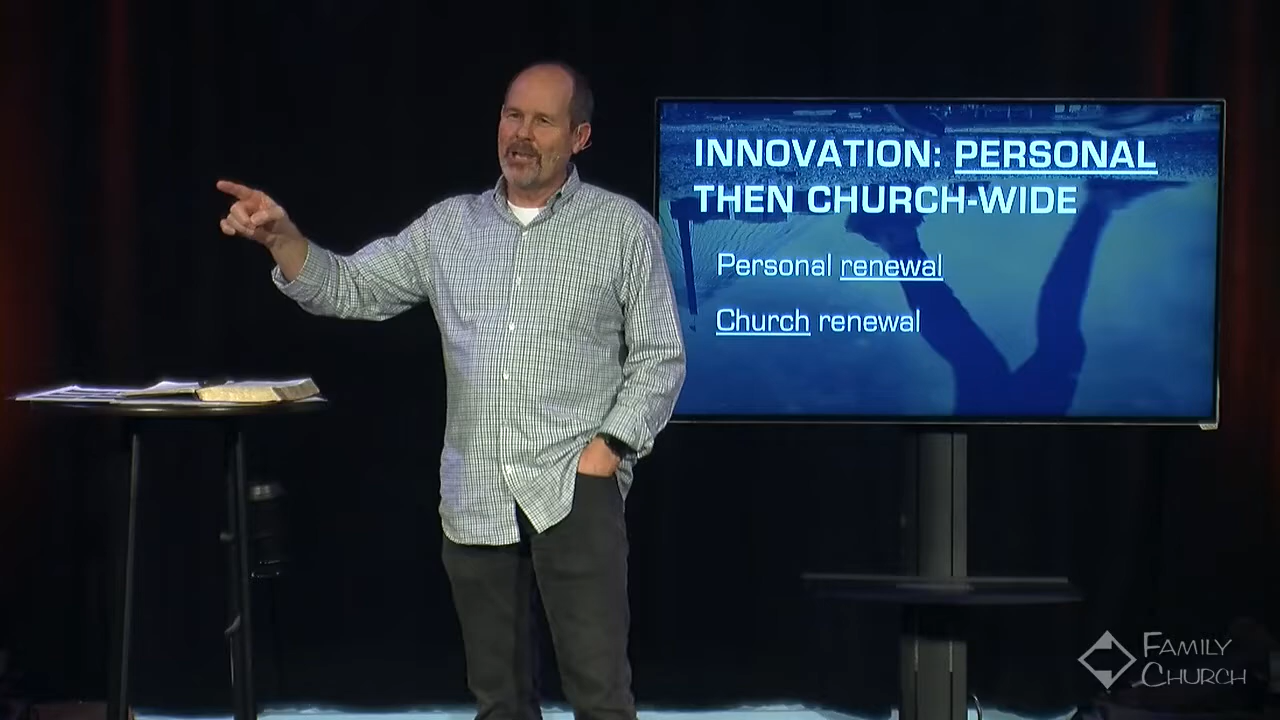 INNOVATION: PERSONAL
THEN CHURCH-WIDE
Personal renewal
Church renewal
FAMILY
CHURCH